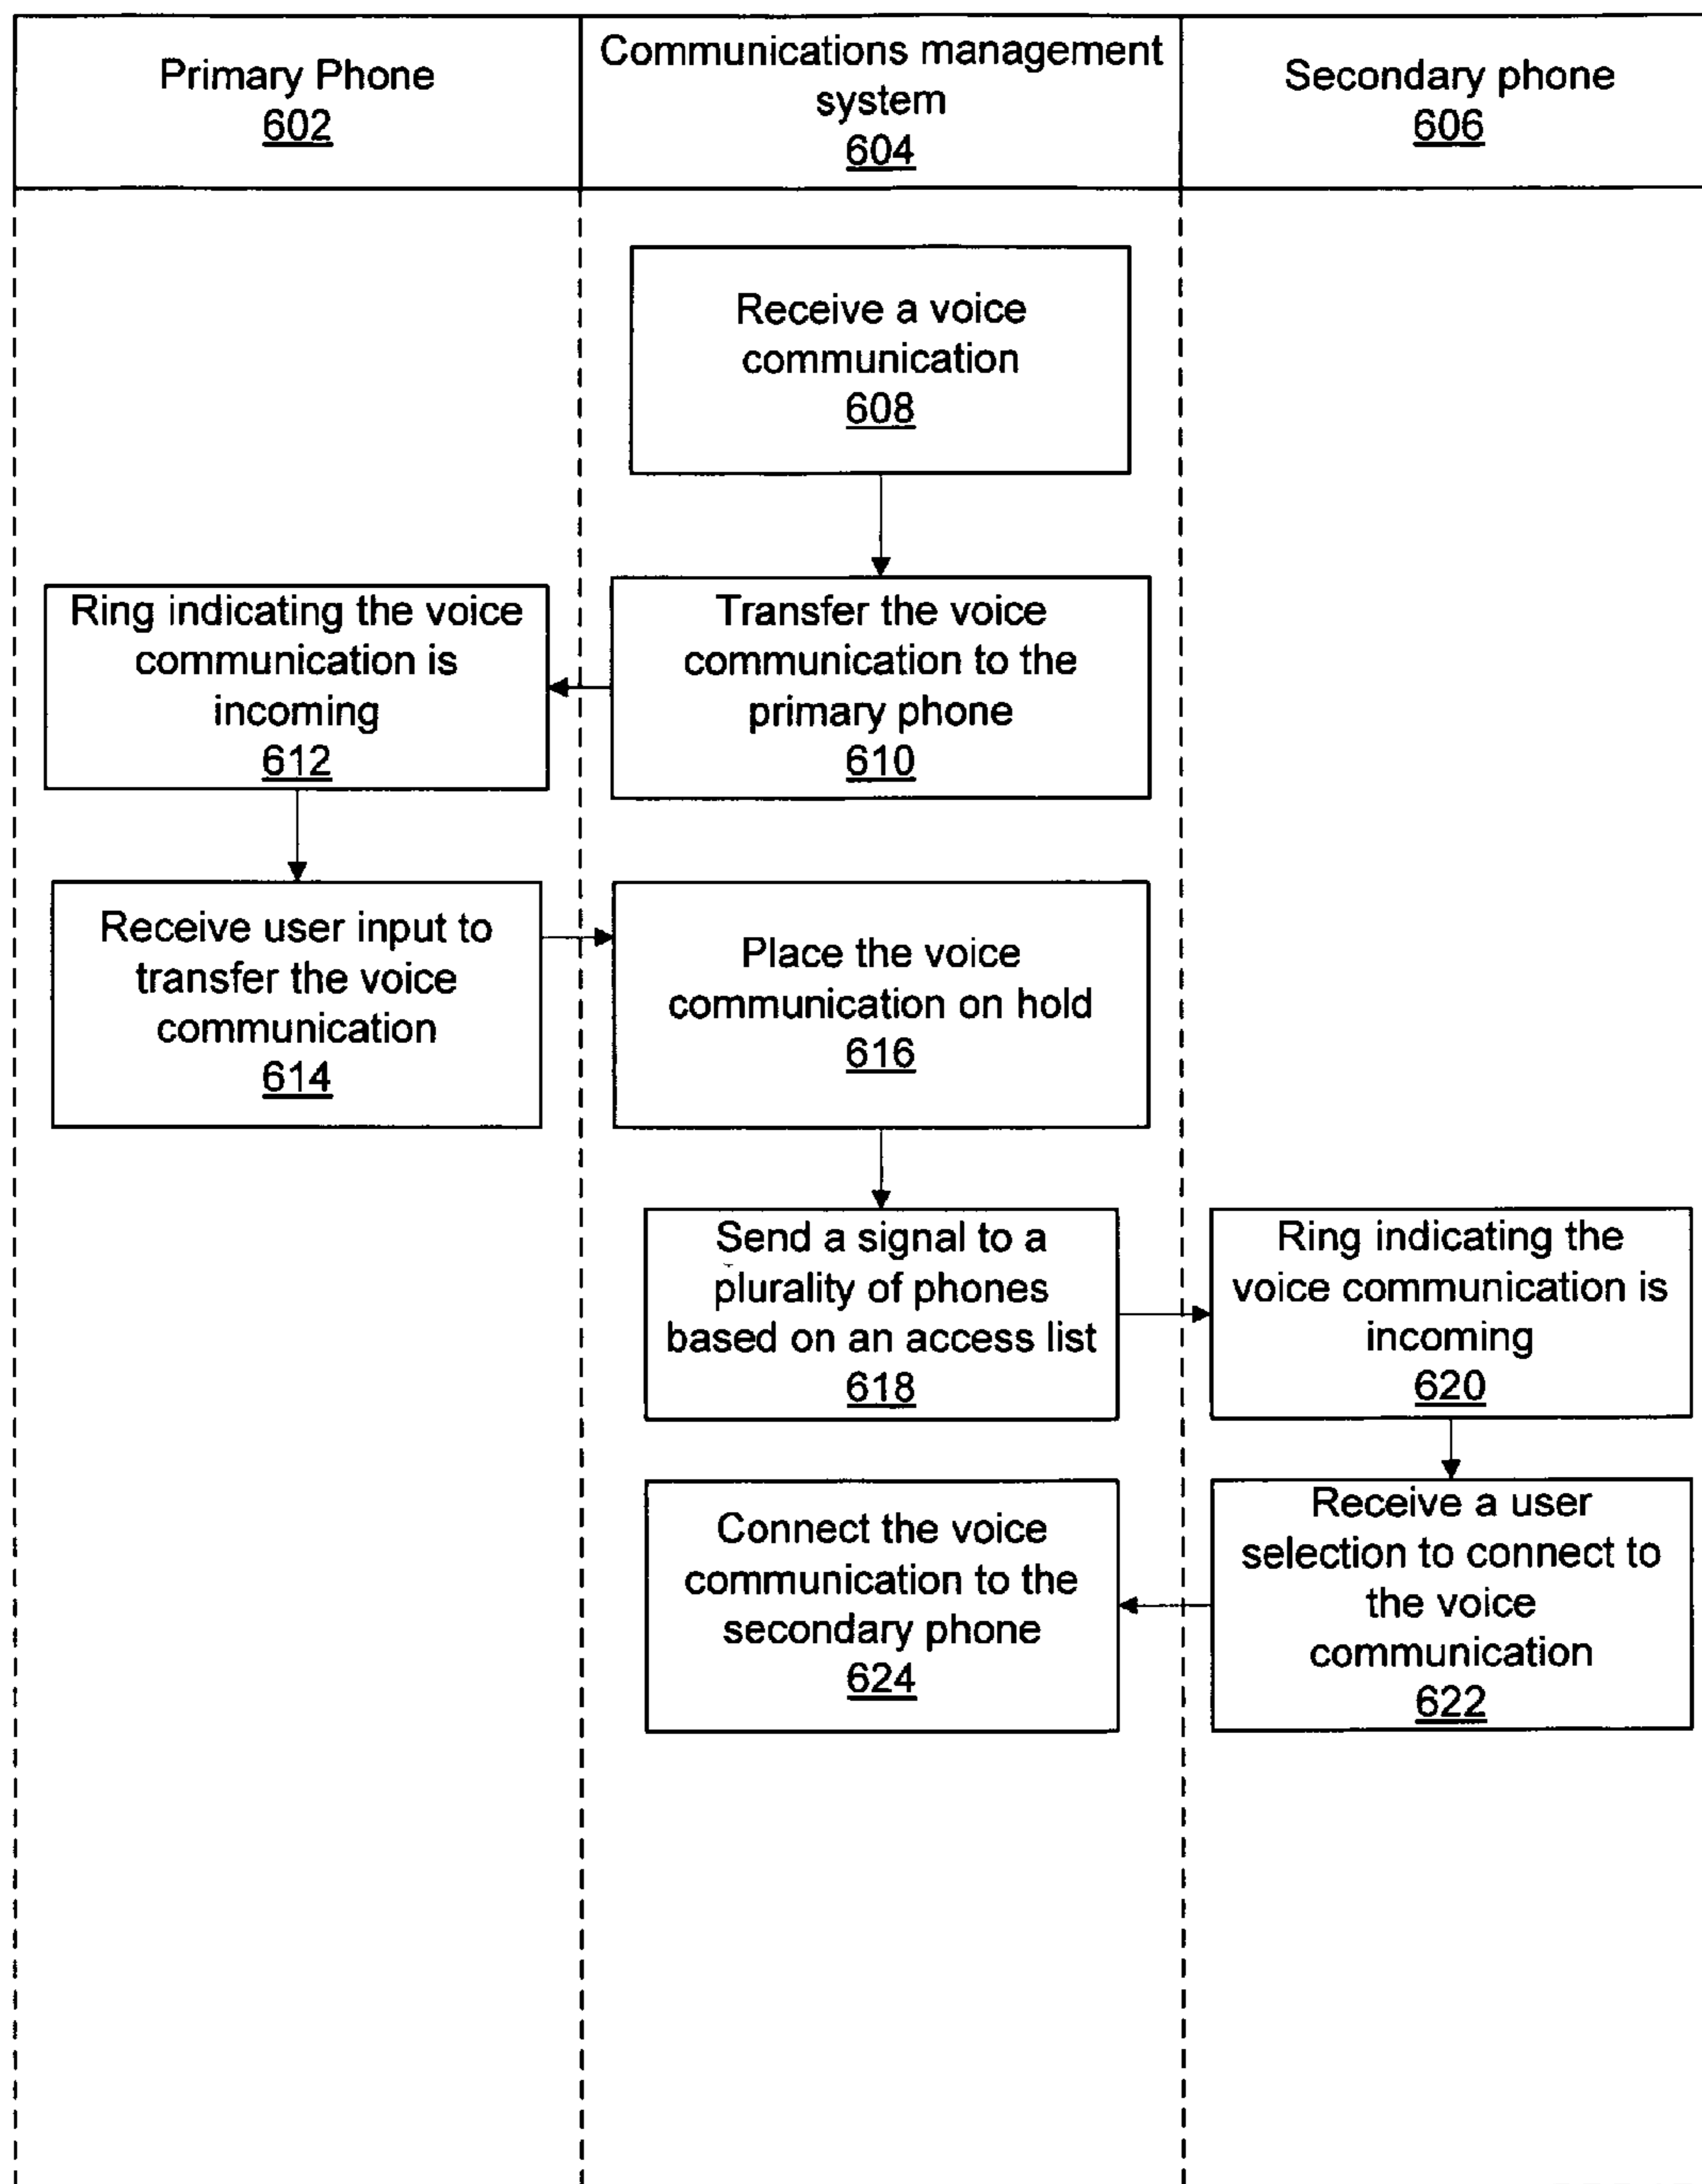 Primary Phone
602
Communications management
system
604
Secondary phone
606
Receive a voice
communication
608
Transfer the voice
communication to the
primary phone
610
Ring indicating the voice
communication is
incoming
612
Receive user input to
transfer the voice
communication
614
Place the voice
communication on hold
616
Send a signal to a
plurality of phones
based on an access list
618
Ring indicating the
voice communication is
incoming
620
Receive a user
selection to connect to
the voice
communication
622
Connect the voice
communication to the
secondary phone
624